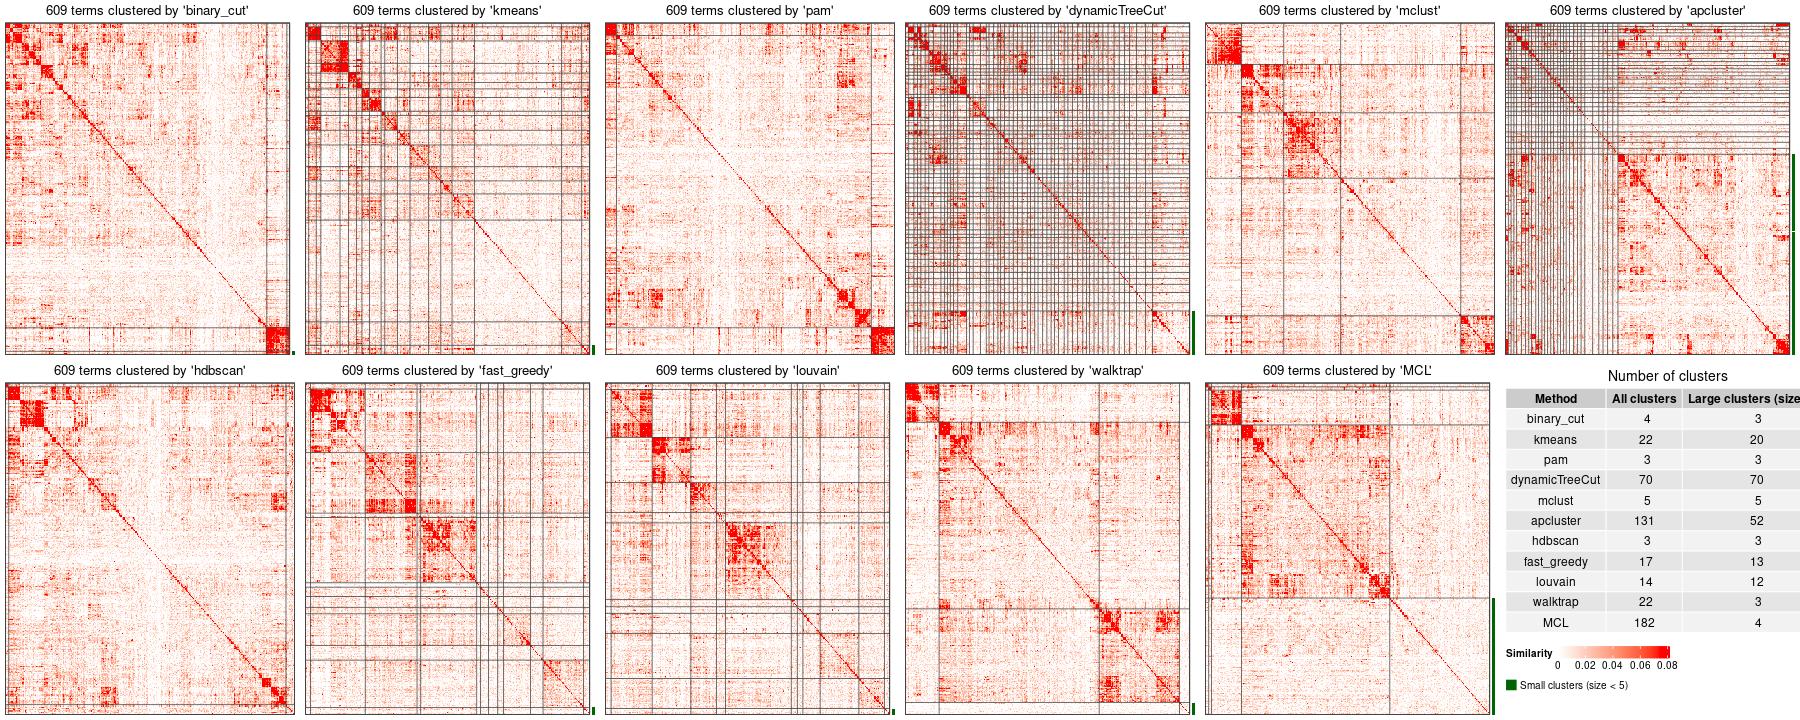 609 terms clustered by 'binary_cut'
609 terms clustered by 'kmeans'
609 terms clustered by 'pam'
609 terms clustered by 'dynamicTreeCut'
609 terms clustered by 'mclust'
609 terms clustered by 'apcluster'
609 terms clustered by 'hdbscan'
609 terms clustered by 'fast_greedy'
609 terms clustered by 'louvain'
609 terms clustered by 'walktrap'
609 terms clustered by 'MCL'
Number of clusters
Method All clusters Large clusters (size
binary_cut 4 3
kmeans 22 20
pam 3 3
dynamicTreeCut 70 70
mclust 5 5
apcluster 131 52
hdbscan 3 3
fast_greedy 17 13
louvain 14 12
walktrap 22 3
MCL 182 4
Similarity
0 0.02 0.04 0.06 0.08
Small clusters (size < 5)